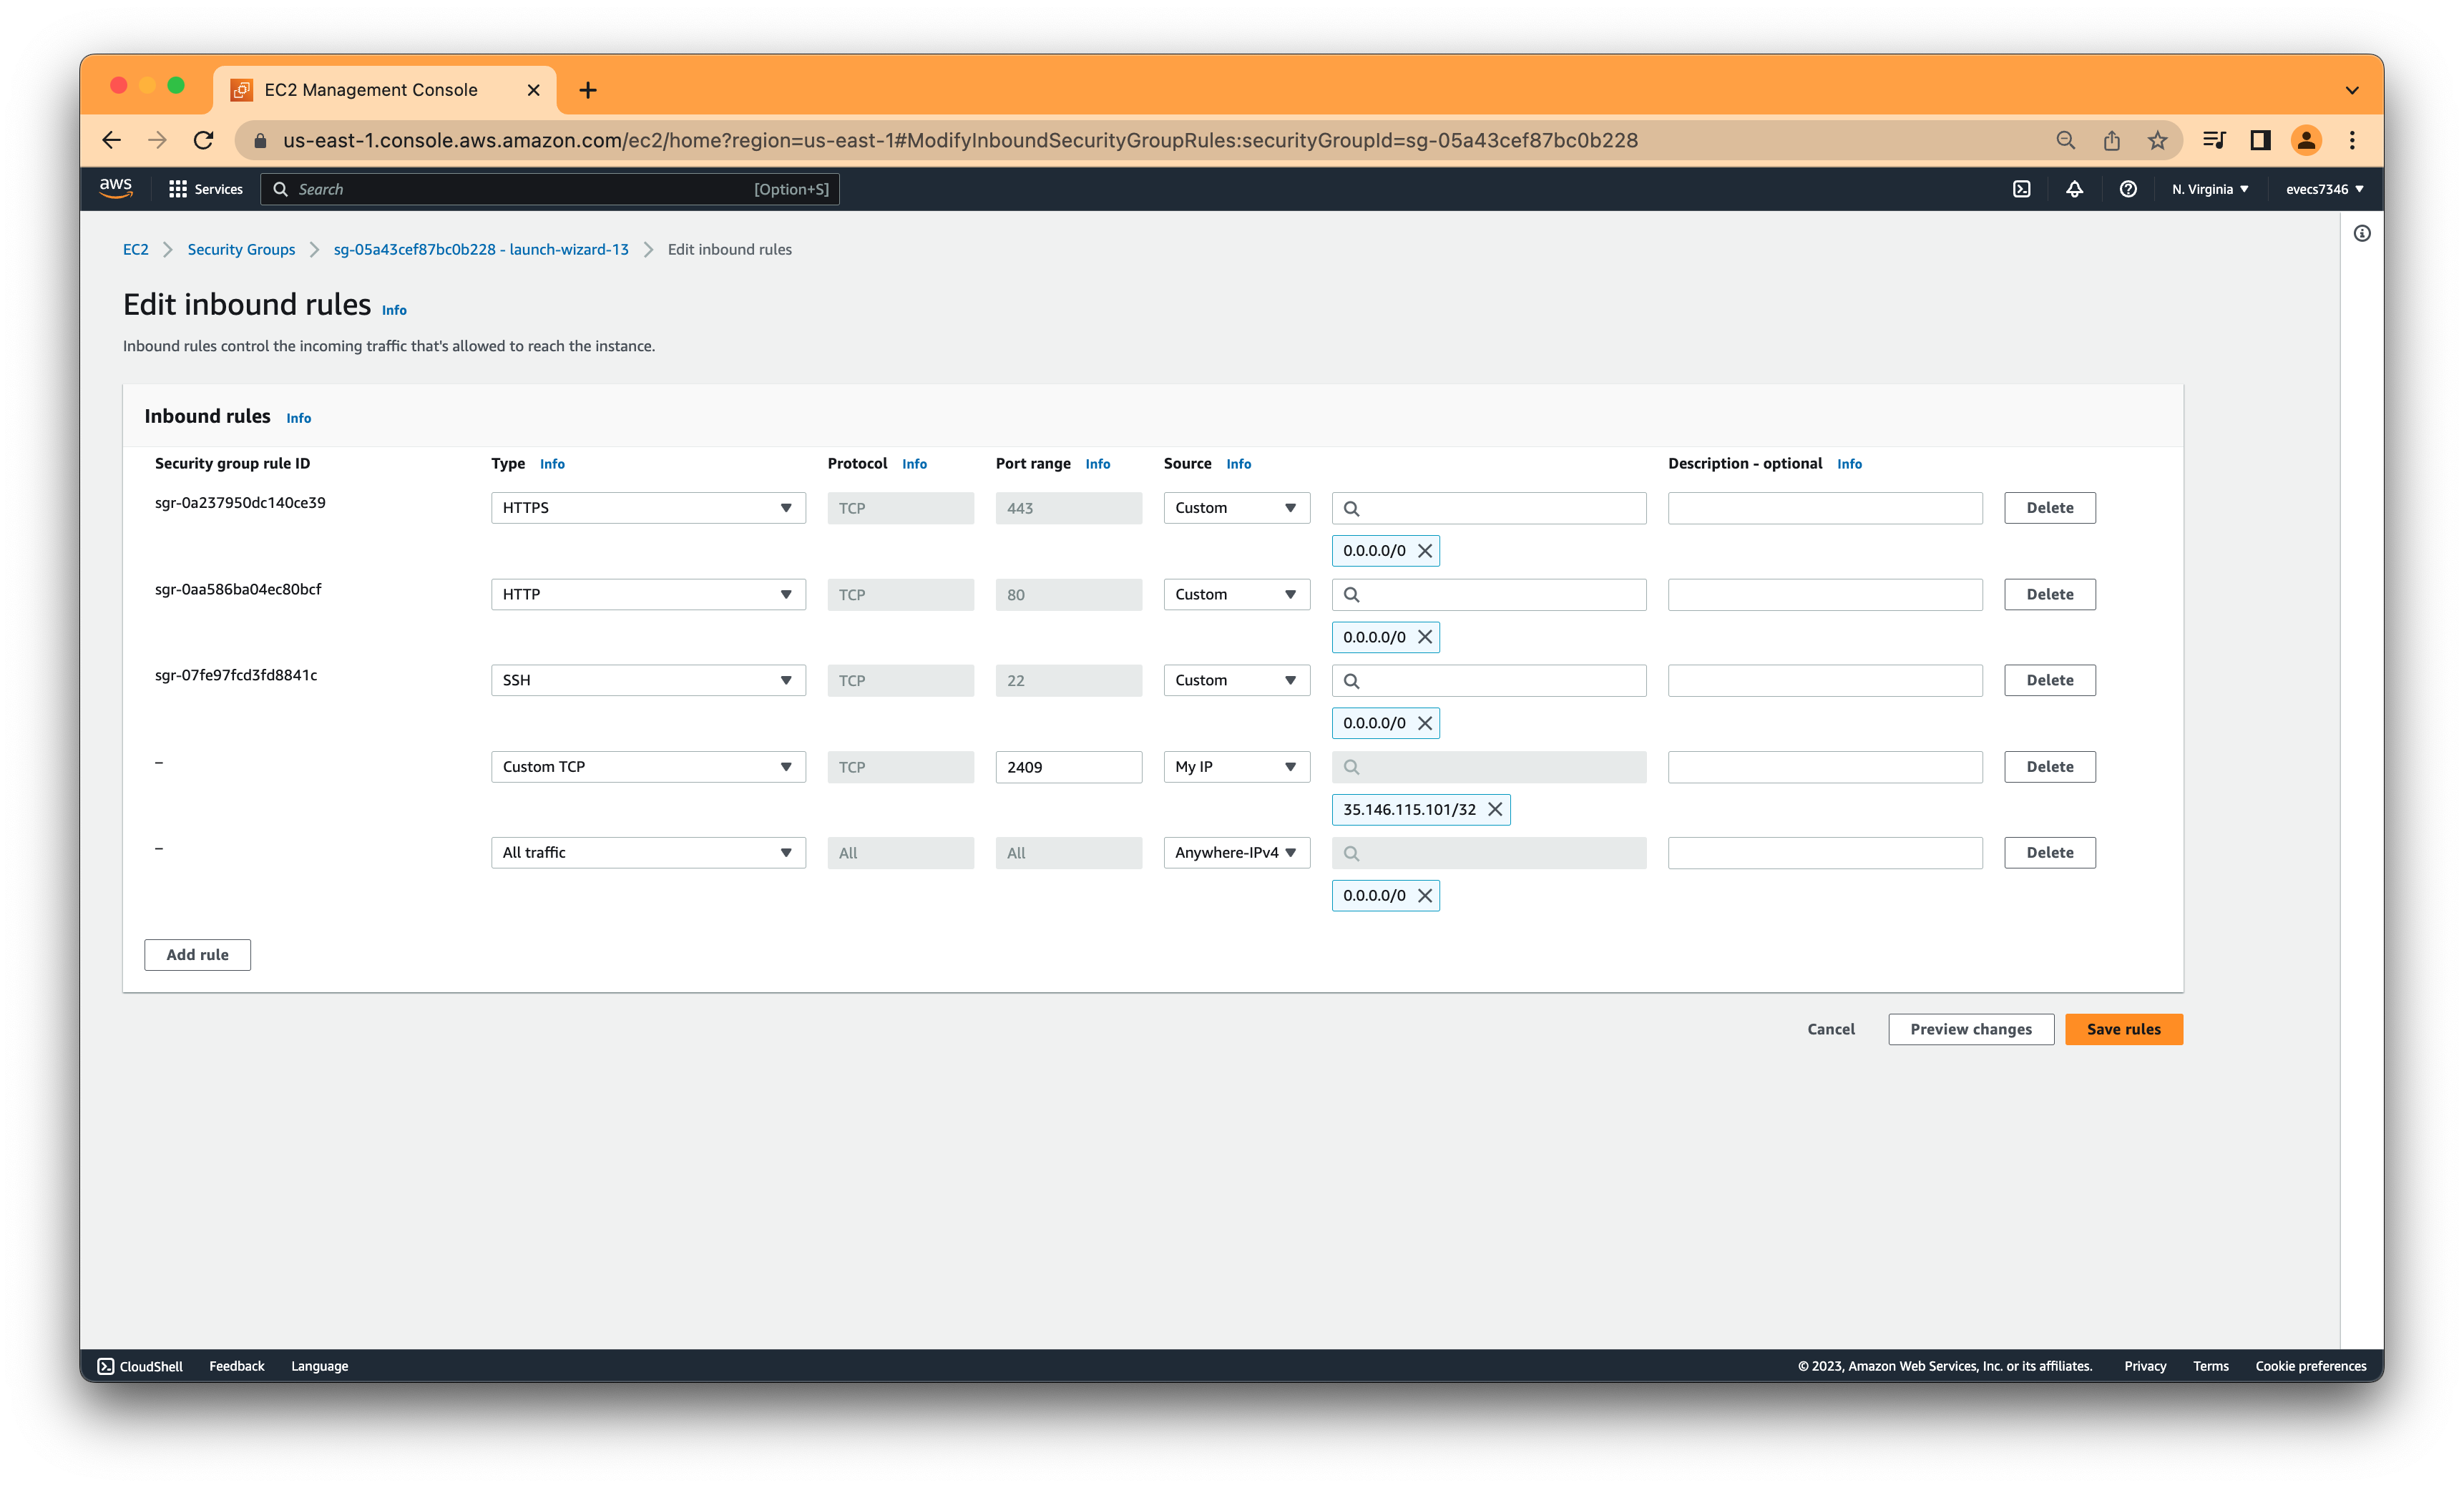 EC2 Management Console
us-east-1.console.aws.amazon.com/ec2/home?region=us-east-1#ModifyInboundSecurityGroupRules:securityGroupId=sg-05a43cef87bc0b228
aws Services Search [Option+S] N. Virginia evecs7346
EC2 Security Groups sg-05a43cef87bc0b228 - launch-wizard-13 Edit inbound rules
Edit inbound rules Info
Inbound rules control the incoming traffic that's allowed to reach the instance.
Inbound rules Info
Security group rule ID Type Info Protocol Info Port range Info Source Info Description - optional Info
sgr-0a237950dc140ce39 HTTPS TCP 443 Custom Delete
0.0.0.0/0
sgr-0aa586ba04ec80bcf HTTP TCP 80 Custom Delete
0.0.0.0/0
sgr-07fe97fcd3fd8841c SSH TCP 22 Custom Delete
0.0.0.0/0
– Custom TCP TCP 2409 My IP Delete
35.146.115.101/32
– All traffic All All Anywhere-IPv4 Delete
0.0.0.0/0
Add rule
Cancel Preview changes Save rules
CloudShell Feedback Language © 2023, Amazon Web Services, Inc. or its affiliates. Privacy Terms Cookie preferences